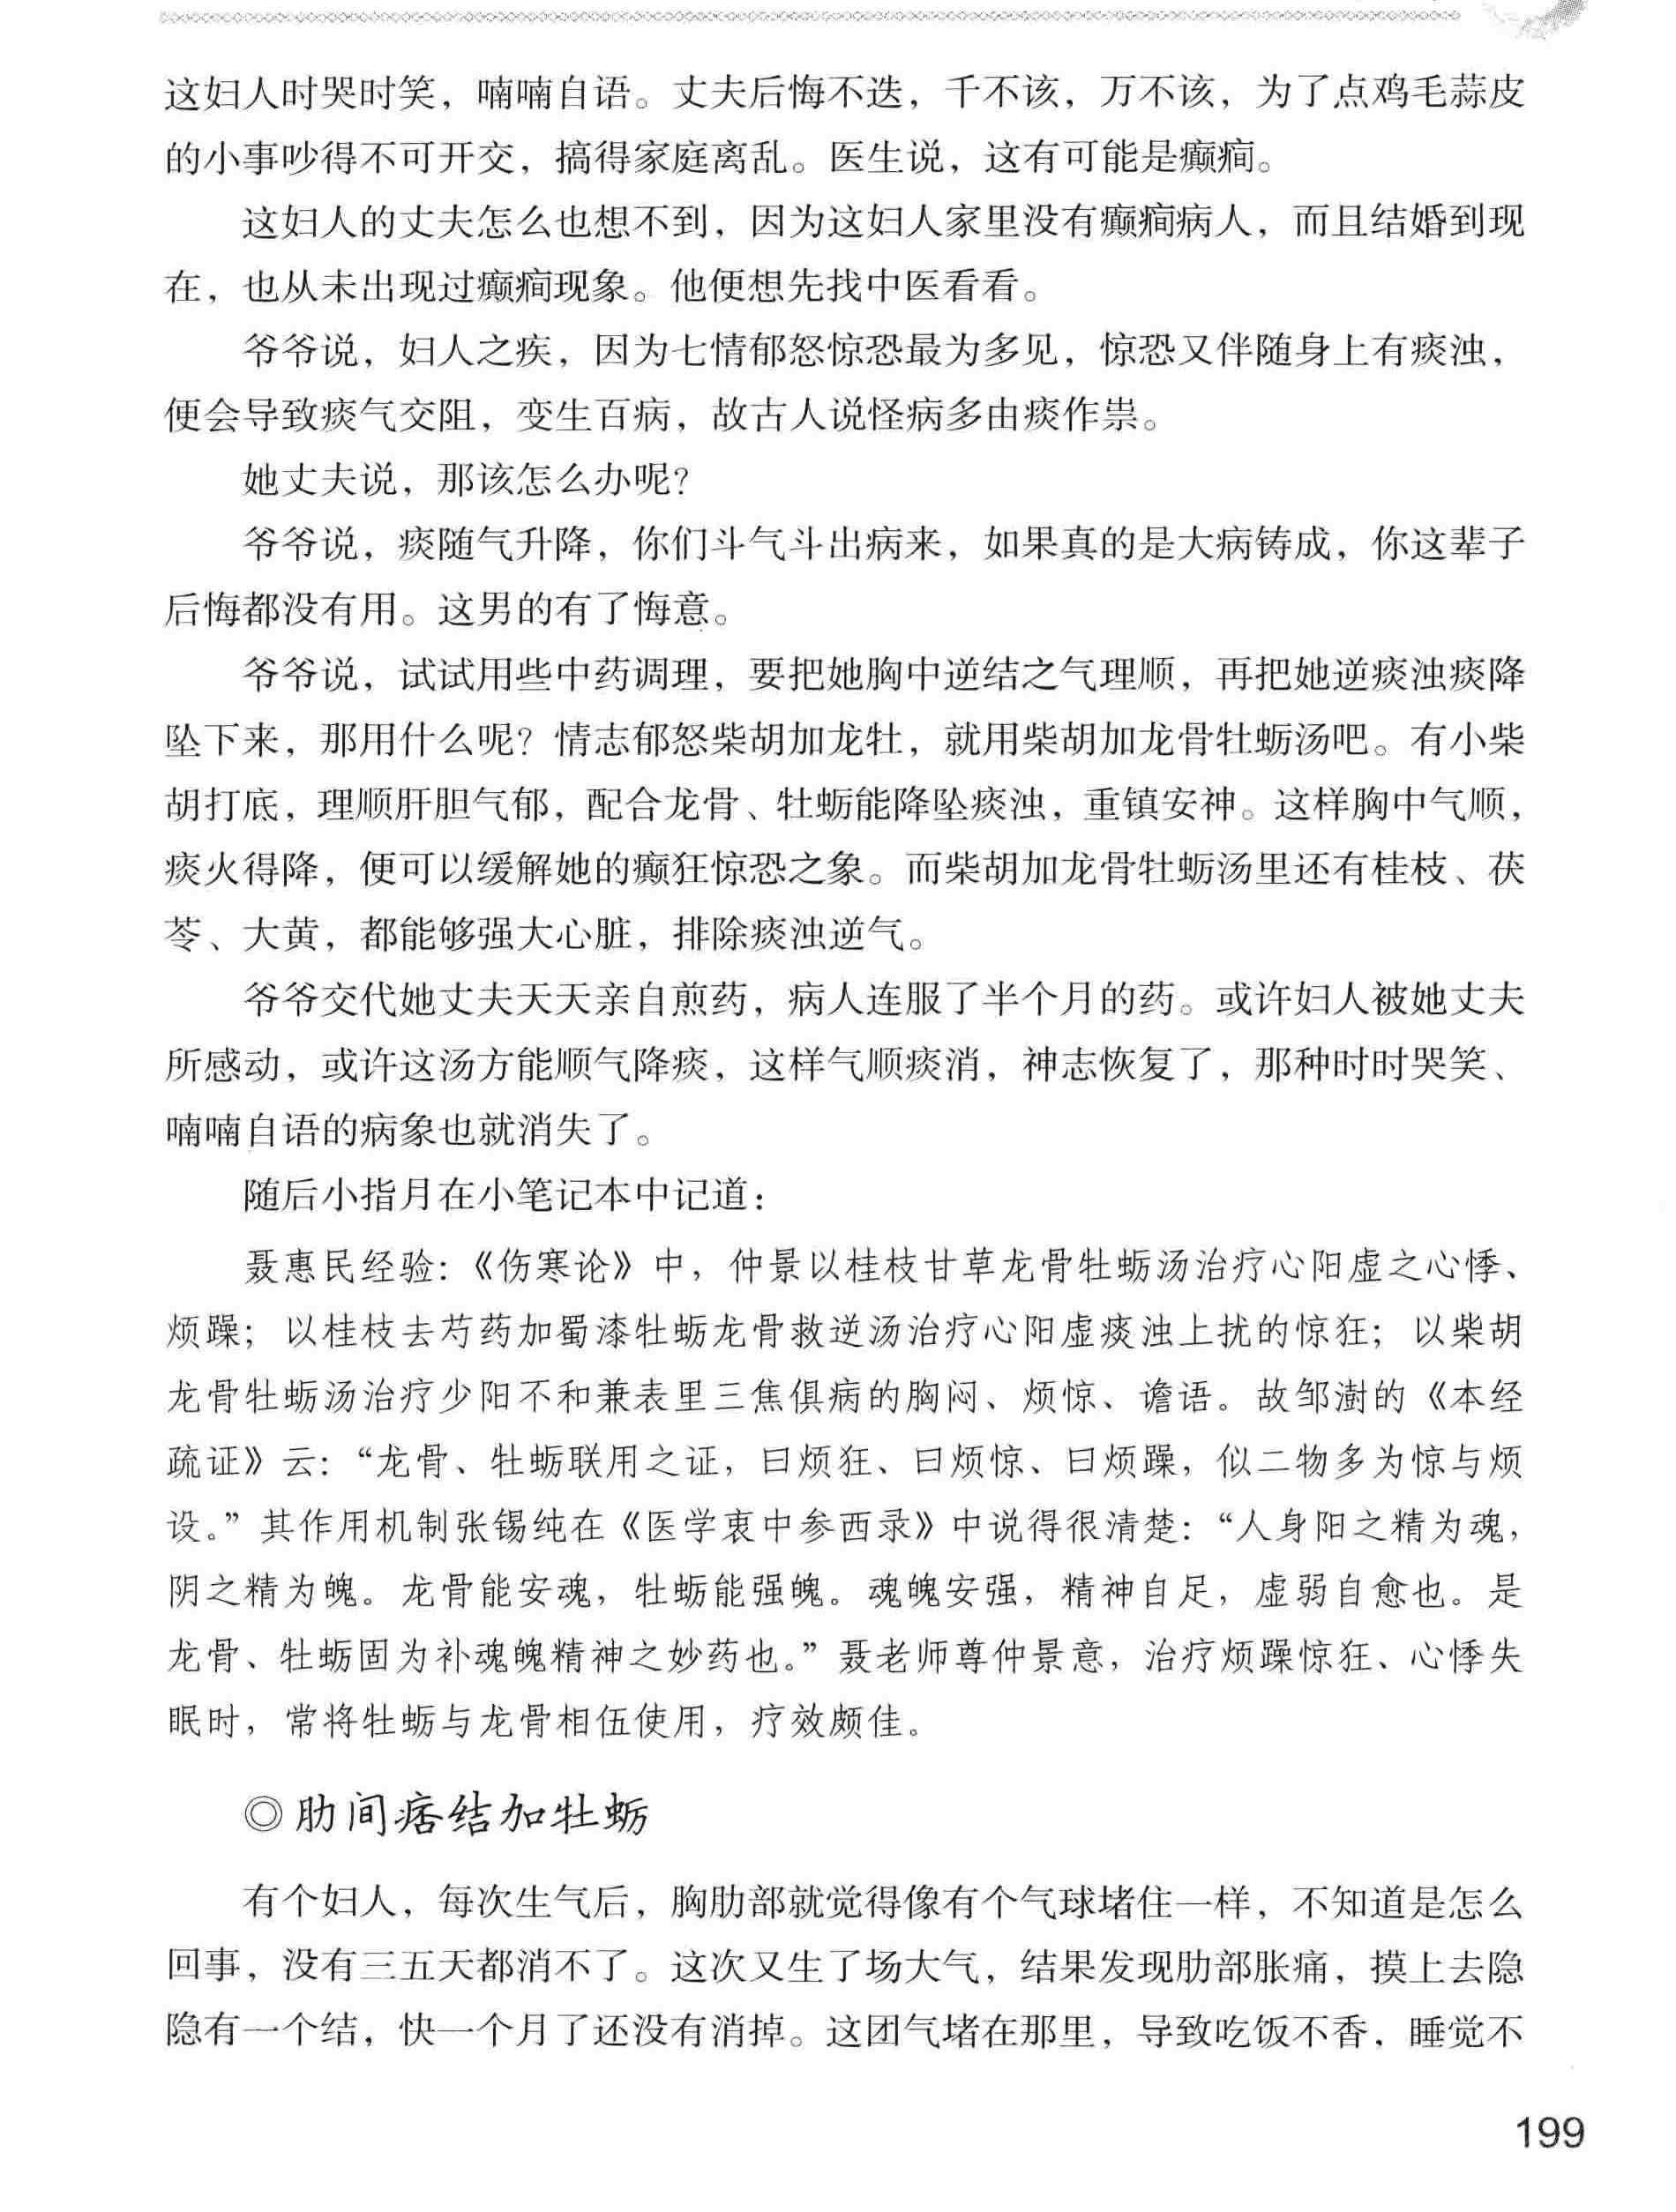 这妇人时哭时笑，喃喃自语。丈夫后悔不迭，千不该，万不该，为了点鸡毛蒜皮
的小事吵得不可开交，搞得家庭离乱。医生说，这有可能是癫痫。
这妇人的丈夫怎么也想不到，因为这妇人家里没有癫痫病人，而且结婚到现
在，也从未出现过癫痫现象。他便想先找中医看看。
爷爷说，妇人之疾，因为七情郁怒惊恐最为多见，惊恐又伴随身上有痰浊，
便会导致痰气交阻，变生百病，故古人说怪病多由痰作祟。
她丈夫说，那该怎么办呢？
爷爷说，痰随气升降，你们斗气斗出病来，如果真的是大病铸成，你这辈子
后悔都没有用。这男的有了悔意。
爷爷说，试试用些中药调理，要把她胸中逆结之气理顺，再把她逆痰浊痰降
坠下来，那用什么呢？情志郁怒柴胡加龙牡，就用柴胡加龙骨牡蛎汤吧。有小柴
胡打底，理顺肝胆气郁，配合龙骨、牡蛎能降坠痰浊，重镇安神。这样胸中气顺，
痰火得降，便可以缓解她的癫狂惊恐之象。而柴胡加龙骨牡蛎汤里还有桂枝、茯
苓、大黄，都能够强大心脏，排除痰浊逆气。
爷爷交代她丈夫天天亲自煎药，病人连服了半个月的药。或许妇人被她丈夫
所感动，或许这汤方能顺气降痰，这样气顺痰消，神志恢复了，那种时时哭笑、
喃喃自语的病象也就消失了。
随后小指月在小笔记本中记道：
聂惠民经验：《伤寒论》中，仲景以桂枝甘草龙骨牡蛎汤治疗心阳虚之心悸、
烦躁；以桂枝去芍药加蜀漆牡蛎龙骨救逆汤治疗心阳虚痰浊上扰的惊狂；以柴胡
龙骨牡蛎汤治疗少阳不和兼表里三焦俱病的胸闷、烦惊、谵语。故邹澍的《本经
疏证》云：“龙骨、牡蛎联用之证，曰烦狂、曰烦惊、曰烦躁，似二物多为惊与烦
设。”其作用机制张锡纯在《医学衷中参西录》中说得很清楚：“人身阳之精为魂，
阴之精为魄。龙骨能安魂，牡蛎能强魄。魂魄安强，精神自足，虚弱自愈也。是
龙骨、牡蛎固为补魂魄精神之妙药也。”聂老师尊仲景意，治疗烦躁惊狂、心悸失
眠时，常将牡蛎与龙骨相伍使用，疗效颇佳。
◎肋间痞结加牡蛎
有个妇人，每次生气后，胸肋部就觉得像有个气球堵住一样，不知道是怎么
回事，没有三五天都消不了。这次又生了场大气，结果发现肋部胀痛，摸上去隐
隐有一个结，快一个月了还没有消掉。这团气堵在那里，导致吃饭不香，睡觉不
199